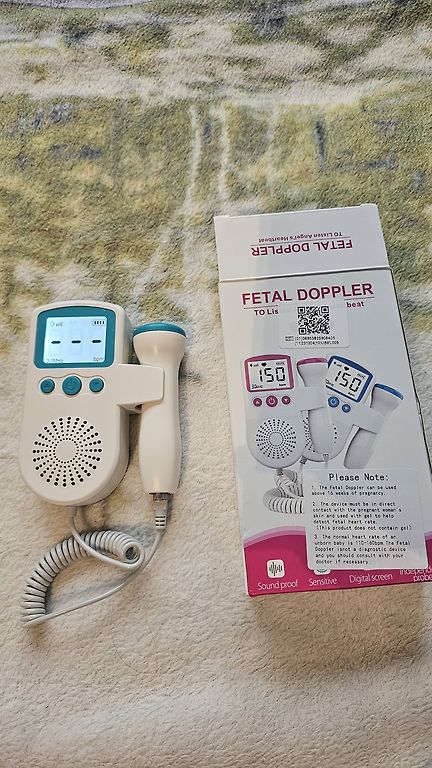 FETAL DOPPLER
TO Listen Angel's Heartbeat
FETAL DOPPLER
TO Lis beat
- - -
bpm
150
150
Please Note:
1. The Fetal Doppler can be used
above 16 weeks of pregnancy.
2. The device must be in direct
contact with the pregnant woman's
skin and used with gel to help
detect fetal heart rate.
(This product does not contain gel)
3. The normal heart rate of an
unborn baby is 110-160bpm.The Fetal
Doppler isnot a diagnostic device
and you should consult with your
doctor if necessary
Sound proof
Sensitive
Digital screen
probe